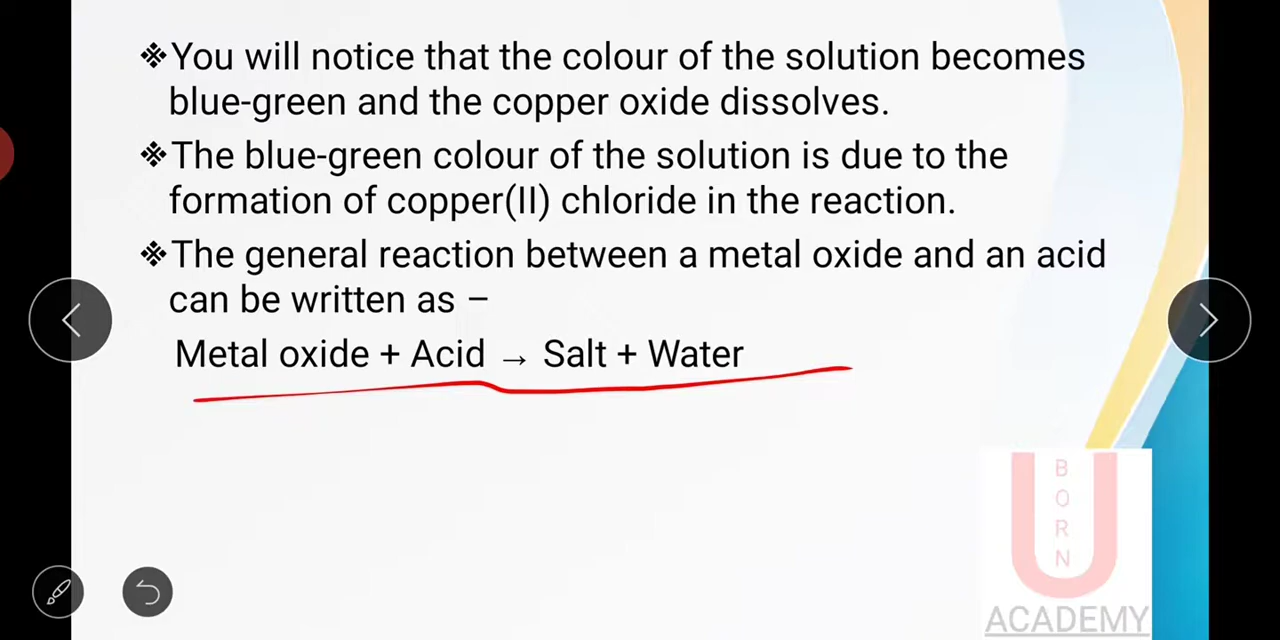 ❖You will notice that the colour of the solution becomes
blue-green and the copper oxide dissolves.
❖The blue-green colour of the solution is due to the
formation of copper(II) chloride in the reaction.
❖The general reaction between a metal oxide and an acid
can be written as –
Metal oxide + Acid → Salt + Water
U
BORN
ACADEMY